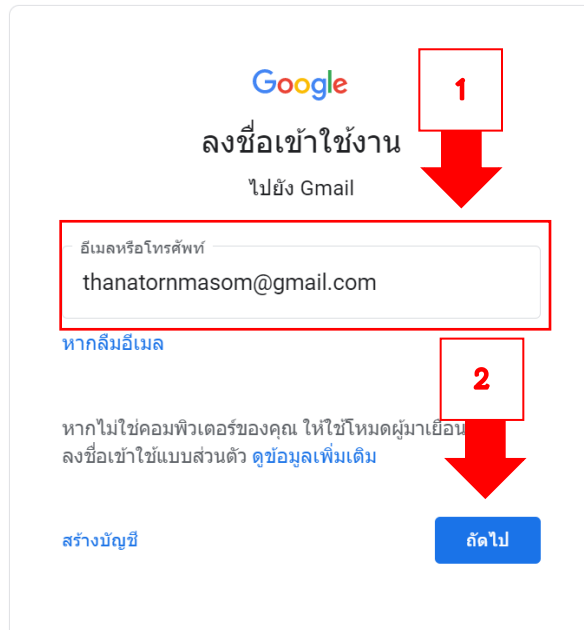 Google
1
ลงชื่อเข้าใช้งาน
ไปยัง Gmail
อีเมลหรือโทรศัพท์
thanatornmasom@gmail.com
หากลืมอีเมล
2
หากไม่ใช่คอมพิวเตอร์ของคุณ ให้ใช้โหมดผู้มาเยือน
ลงชื่อเข้าใช้แบบส่วนตัว ดูข้อมูลเพิ่มเติม
สร้างบัญชี
ถัดไป